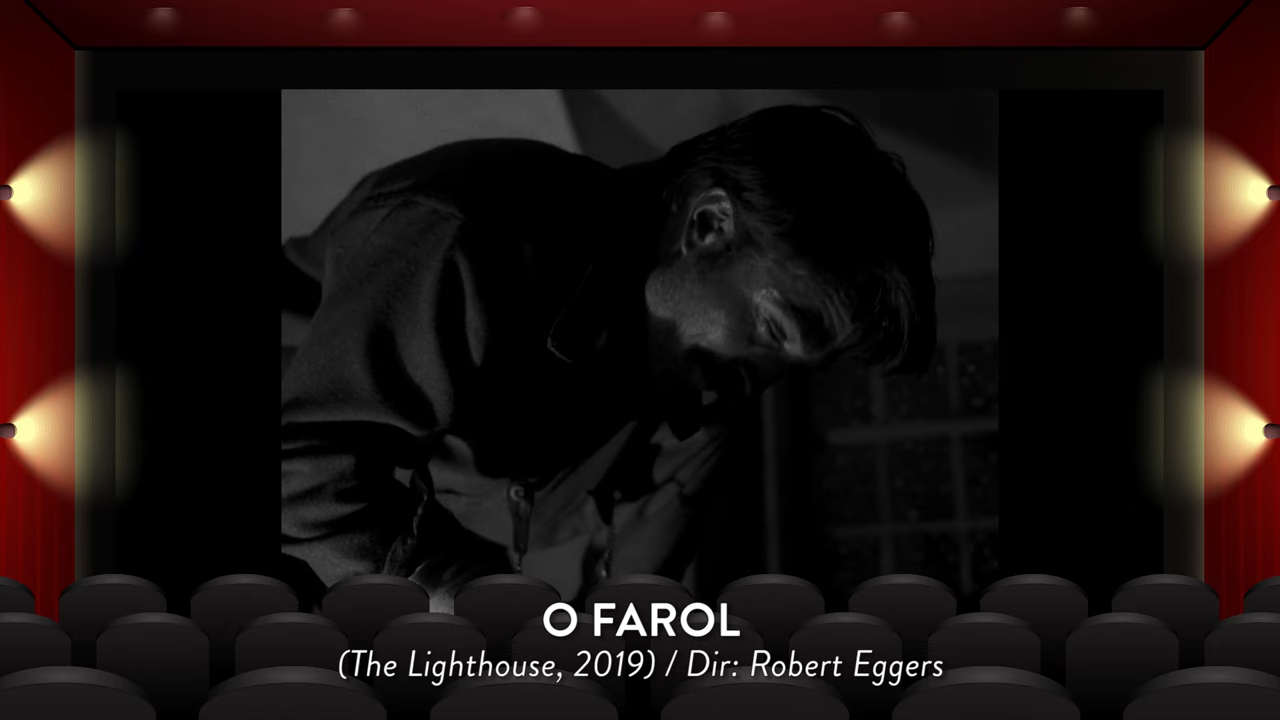 O FAROL
(The Lighthouse, 2019) / Dir: Robert Eggers